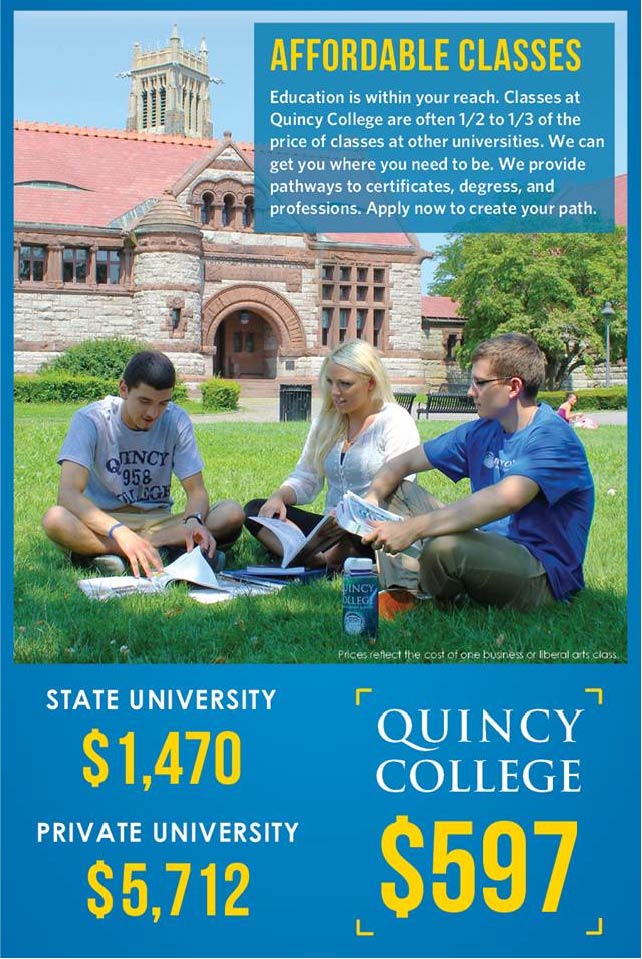 AFFORDABLE CLASSES
Education is within your reach. Classes at
Quincy College are often 1/2 to 1/3 of the
price of classes at other universities. We can
get you where you need to be. We provide
pathways to certificates, degress, and
professions. Apply now to create your path.
QUINCY
958
COLLEGE
QUINCY
COLLEGE
Prices reflect the cost of one business or liberal arts class.
STATE UNIVERSITY
$1,470
PRIVATE UNIVERSITY
$5,712
QUINCY
COLLEGE
$597